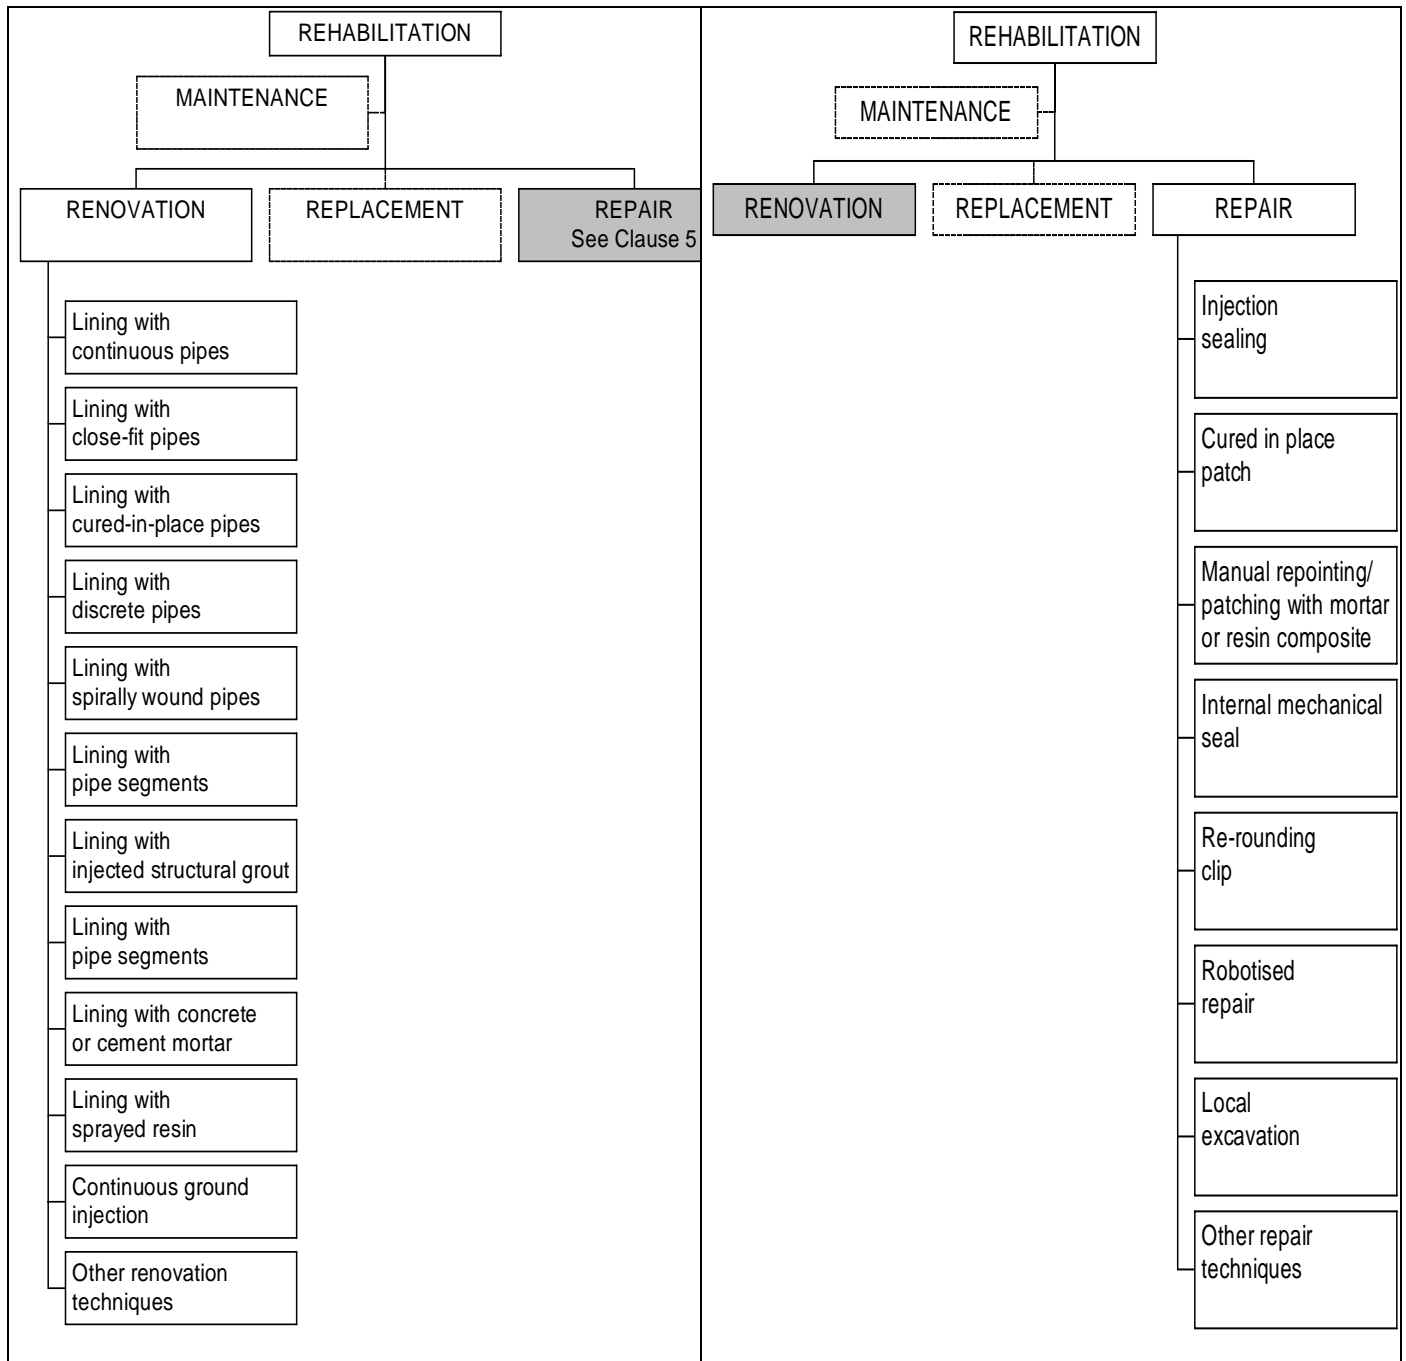 REHABILITATION
MAINTENANCE
RENOVATION
REPLACEMENT
REPAIR
See Clause 5
Lining with
continuous pipes
Lining with
close-fit pipes
Lining with
cured-in-place pipes
Lining with
discrete pipes
Lining with
spirally wound pipes
Lining with
pipe segments
Lining with
injected structural grout
Lining with
pipe segments
Lining with concrete
or cement mortar
Lining with
sprayed resin
Continuous ground
injection
Other renovation
techniques
REHABILITATION
MAINTENANCE
RENOVATION
REPLACEMENT
REPAIR
Injection
sealing
Cured in place
patch
Manual repointing/
patching with mortar
or resin composite
Internal mechanical
seal
Re-rounding
clip
Robotised
repair
Local
excavation
Other repair
techniques